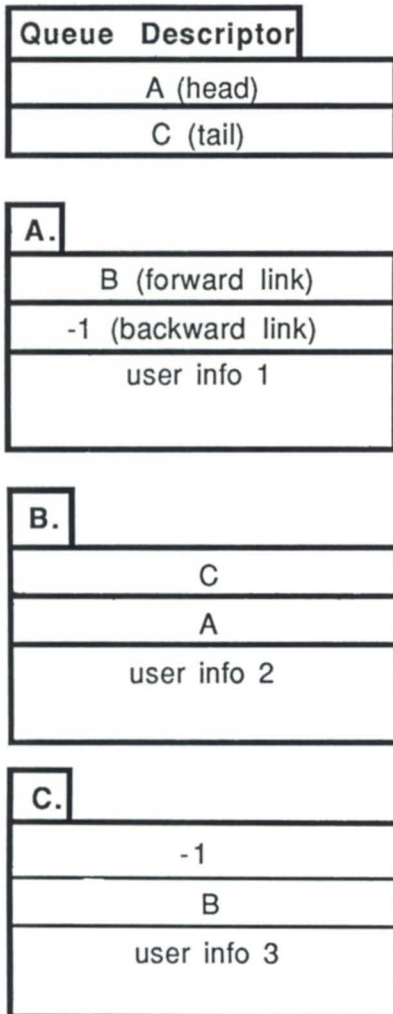 Queue Descriptor
A (head)
C (tail)
A.
B (forward link)
-1 (backward link)
user info 1
B.
C
A
user info 2
C.
-1
B
user info 3